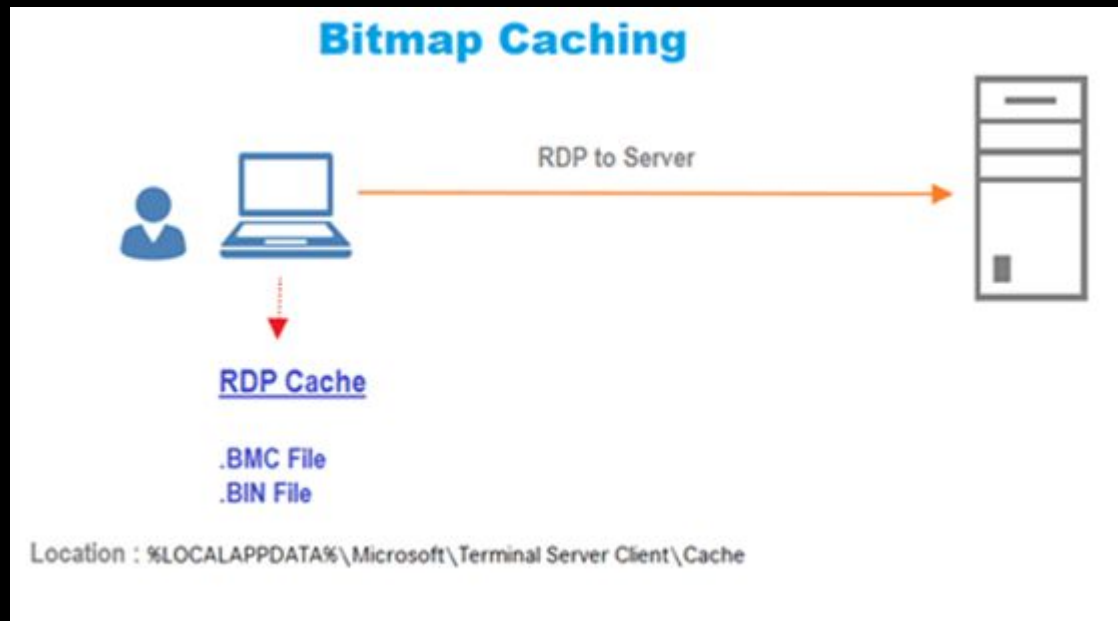 Bitmap Caching
RDP to Server
RDP Cache
.BMC File
.BIN File
Location : %LOCALAPPDATA%\Microsoft\Terminal Server Client\Cache